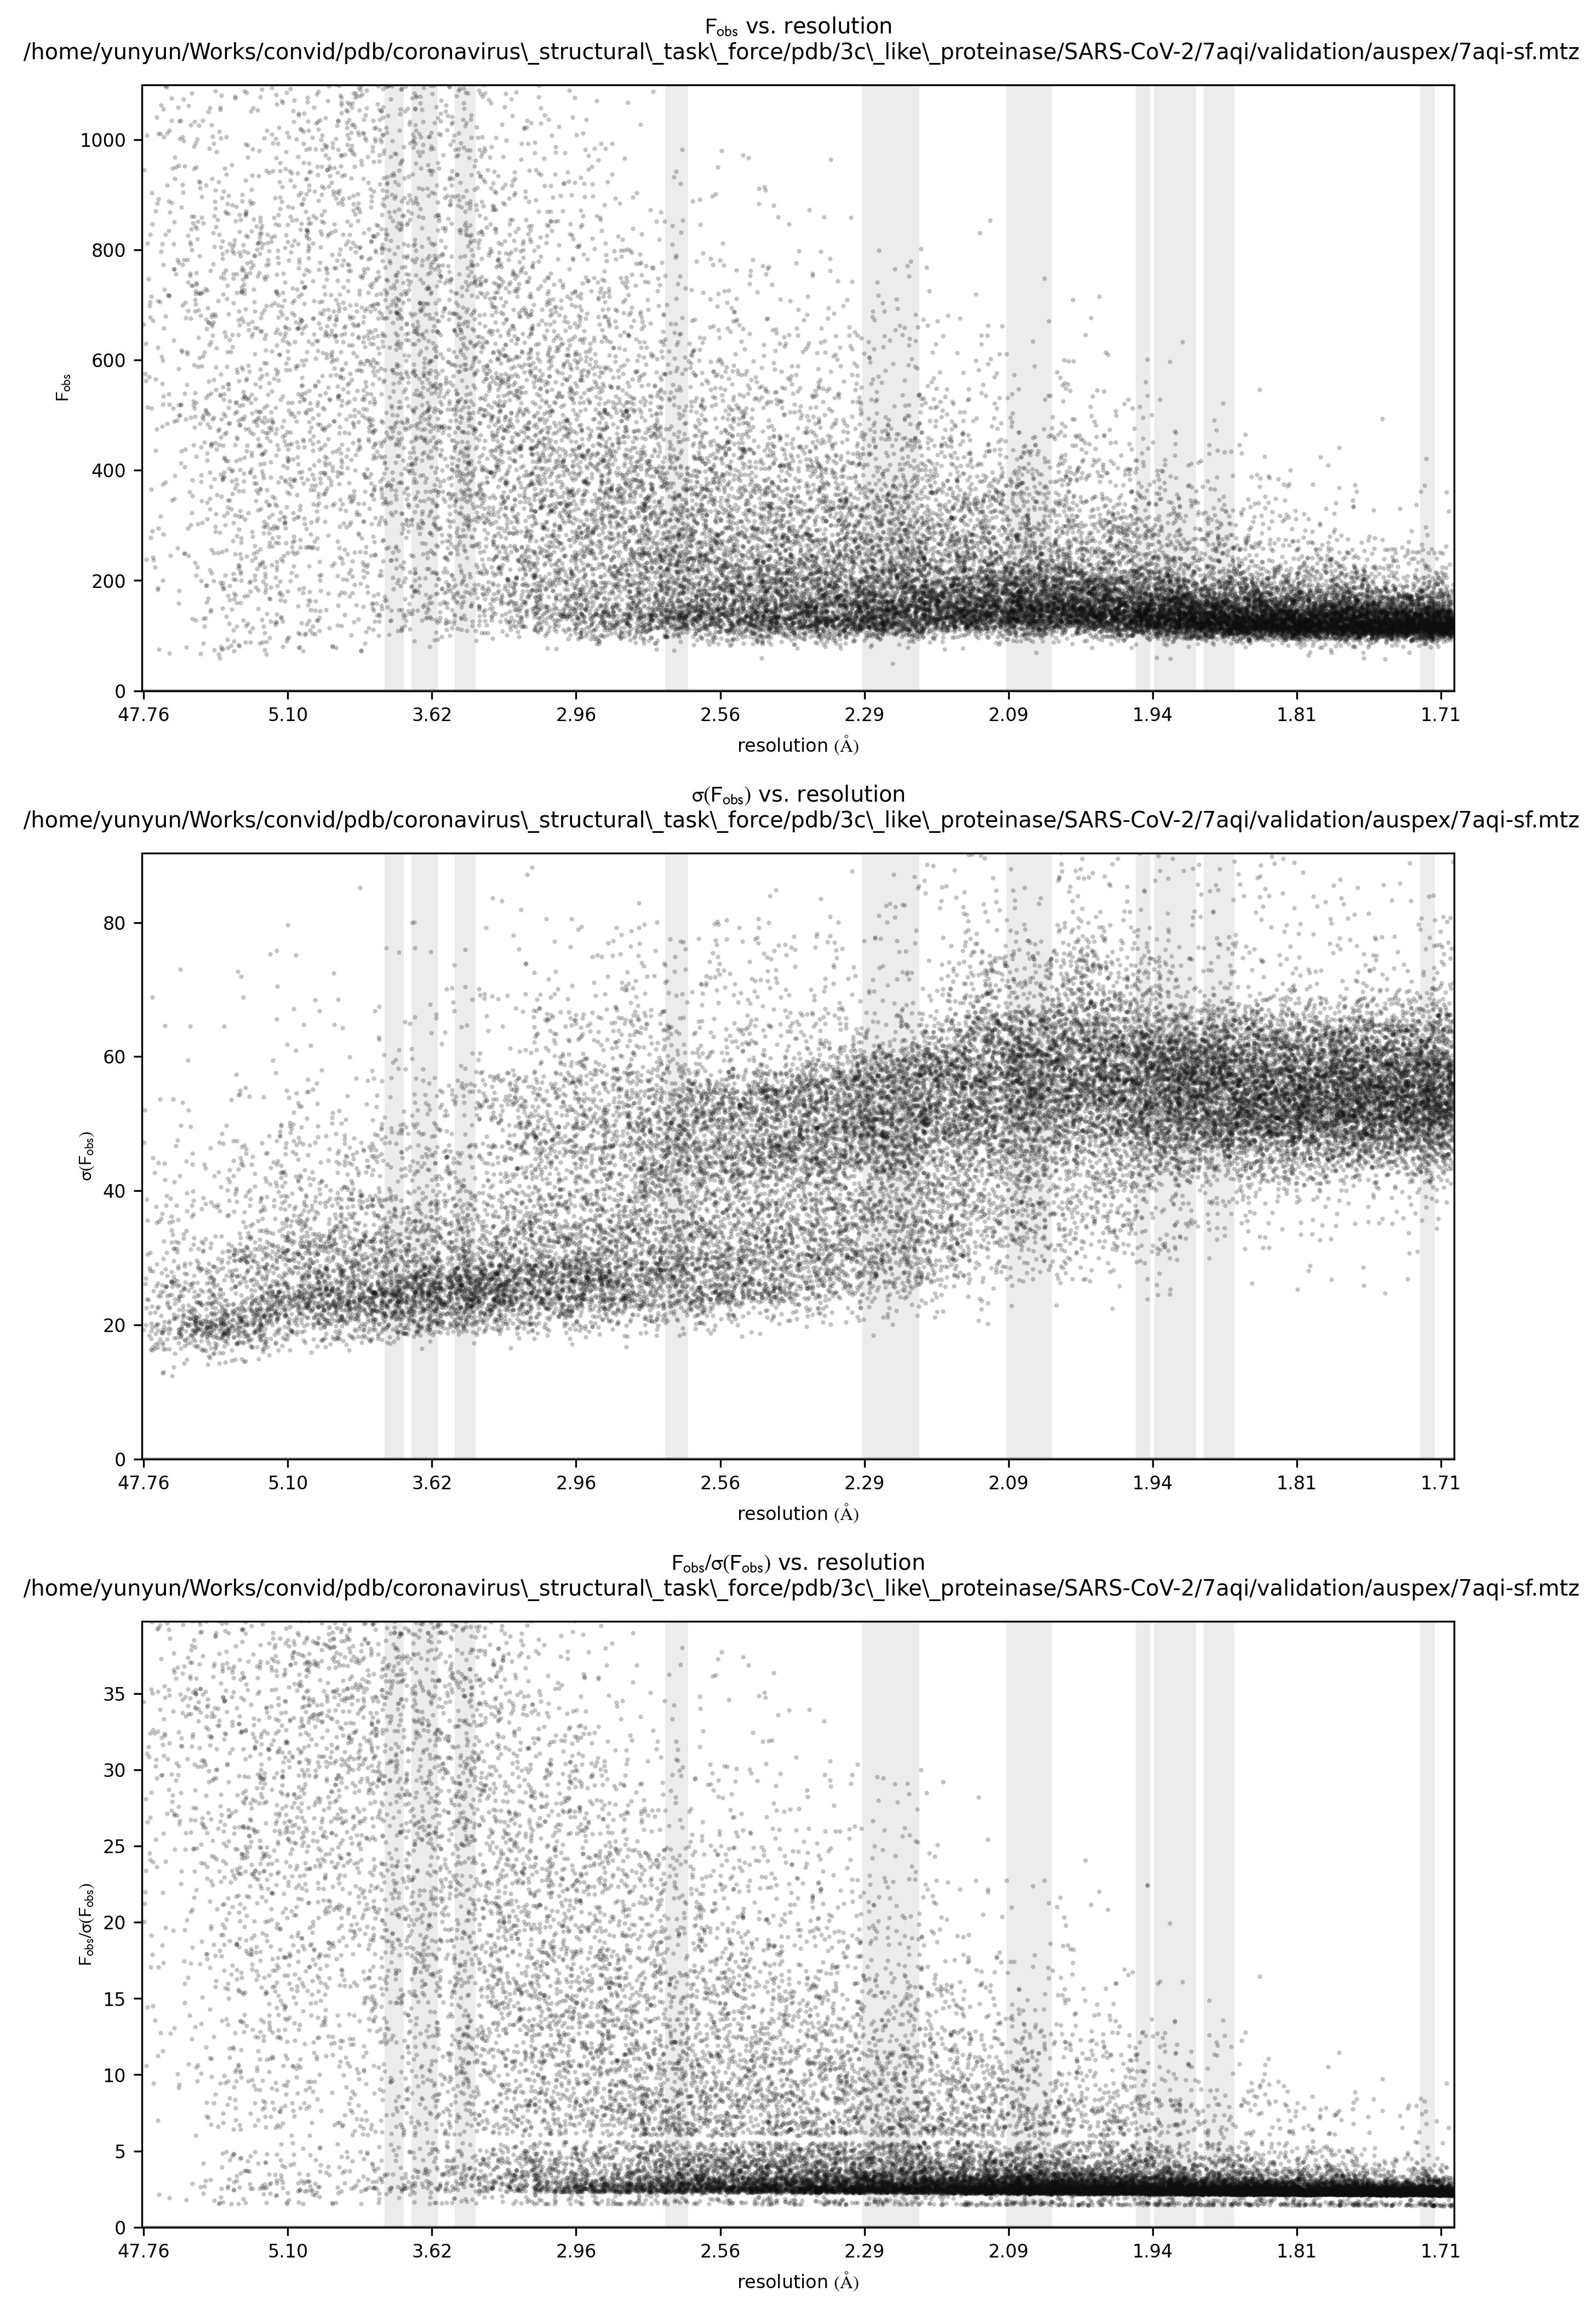 Fobs vs. resolution
/home/yunyun/Works/convid/pdb/coronavirus\_structural\_task\_force/pdb/3c\_like\_proteinase/SARS-CoV-2/7aqi/validation/auspex/7aqi-sf.mtz
1000
800
600
400
200
0
Fobs
47.76 5.10 3.62 2.96 2.56 2.29 2.09 1.94 1.81 1.71
resolution (Å)
σ(Fobs) vs. resolution
/home/yunyun/Works/convid/pdb/coronavirus\_structural\_task\_force/pdb/3c\_like\_proteinase/SARS-CoV-2/7aqi/validation/auspex/7aqi-sf.mtz
80
60
40
20
0
σ(Fobs)
47.76 5.10 3.62 2.96 2.56 2.29 2.09 1.94 1.81 1.71
resolution (Å)
Fobs/σ(Fobs) vs. resolution
/home/yunyun/Works/convid/pdb/coronavirus\_structural\_task\_force/pdb/3c\_like\_proteinase/SARS-CoV-2/7aqi/validation/auspex/7aqi-sf.mtz
35
30
25
20
15
10
5
0
Fobs/σ(Fobs)
47.76 5.10 3.62 2.96 2.56 2.29 2.09 1.94 1.81 1.71
resolution (Å)